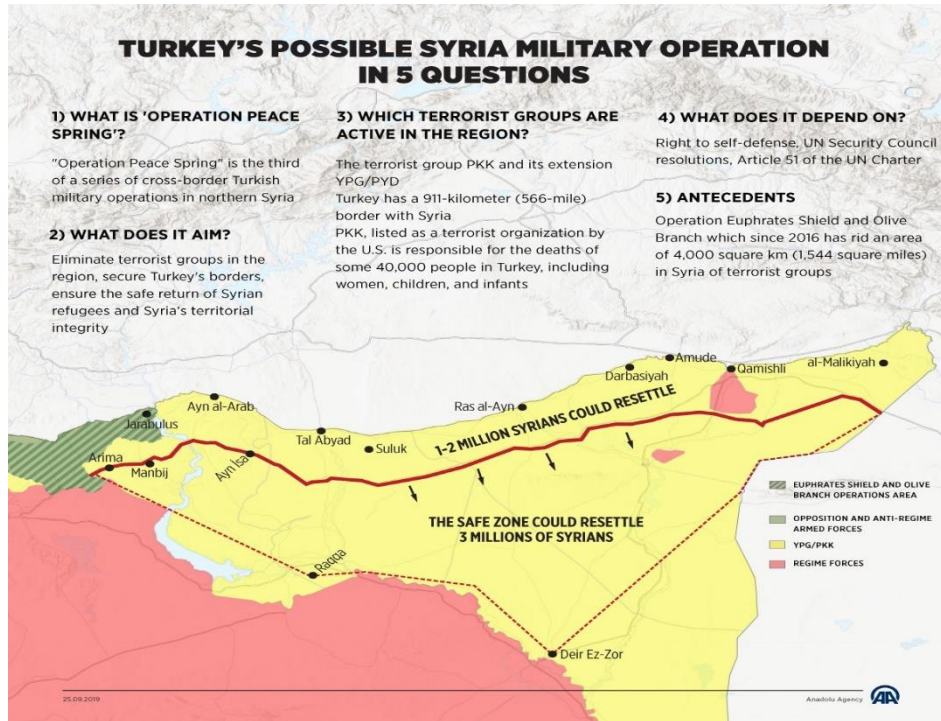 TURKEY'S POSSIBLE SYRIA MILITARY OPERATION
IN 5 QUESTIONS
1) WHAT IS 'OPERATION PEACE
SPRING'?
"Operation Peace Spring" is the third
of a series of cross-border Turkish
military operations in northern Syria
2) WHAT DOES IT AIM?
Eliminate terrorist groups in the
region, secure Turkey's borders,
ensure the safe return of Syrian
refugees and Syria's territorial
integrity
3) WHICH TERRORIST GROUPS ARE
ACTIVE IN THE REGION?
The terrorist group PKK and its extension
YPG/PYD
Turkey has a 911-kilometer (566-mile)
border with Syria
PKK, listed as a terrorist organization by
the U.S. is responsible for the deaths of
some 40,000 people in Turkey, including
women, children, and infants
4) WHAT DOES IT DEPEND ON?
Right to self-defense, UN Security Council
resolutions, Article 51 of the UN Charter
5) ANTECEDENTS
Operation Euphrates Shield and Olive
Branch which since 2016 has rid an area
of 4,000 square km (1,544 square miles)
in Syria of terrorist groups
Amude
Qamishli
al-Malikiyah
Darbasiyah
Ayn al-Arab
Ras al-Ayn
Jarabulus
Tal Abyad
Suluk
1-2 MILLION SYRIANS COULD RESETTLE
Arima
Manbij
Ayn Isa
THE SAFE ZONE COULD RESETTLE
3 MILLIONS OF SYRIANS
Raqqa
Deir Ez-Zor
EUPHRATES SHIELD AND OLIVE
BRANCH OPERATIONS AREA
OPPOSITION AND ANTI-REGIME
ARMED FORCES
YPG/PKK
REGIME FORCES
25.09.2019
Anadolu Agency
AA